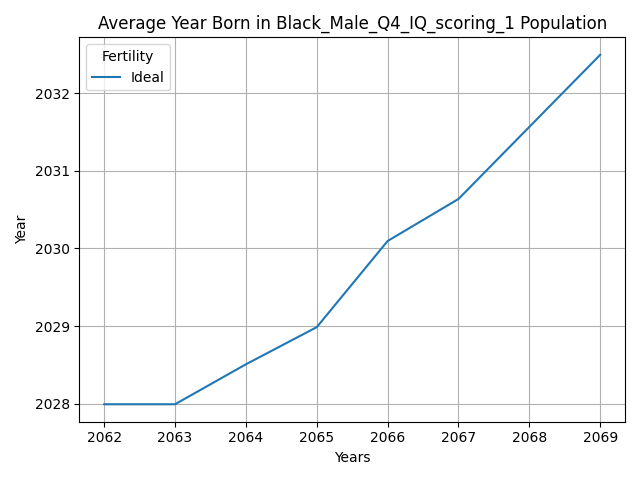 Average Year Born in Black_Male_Q4_IQ_scoring_1 Population
Fertility
Ideal
Year
2032
2031
2030
2029
2028
2062 2063 2064 2065 2066 2067 2068 2069
Years